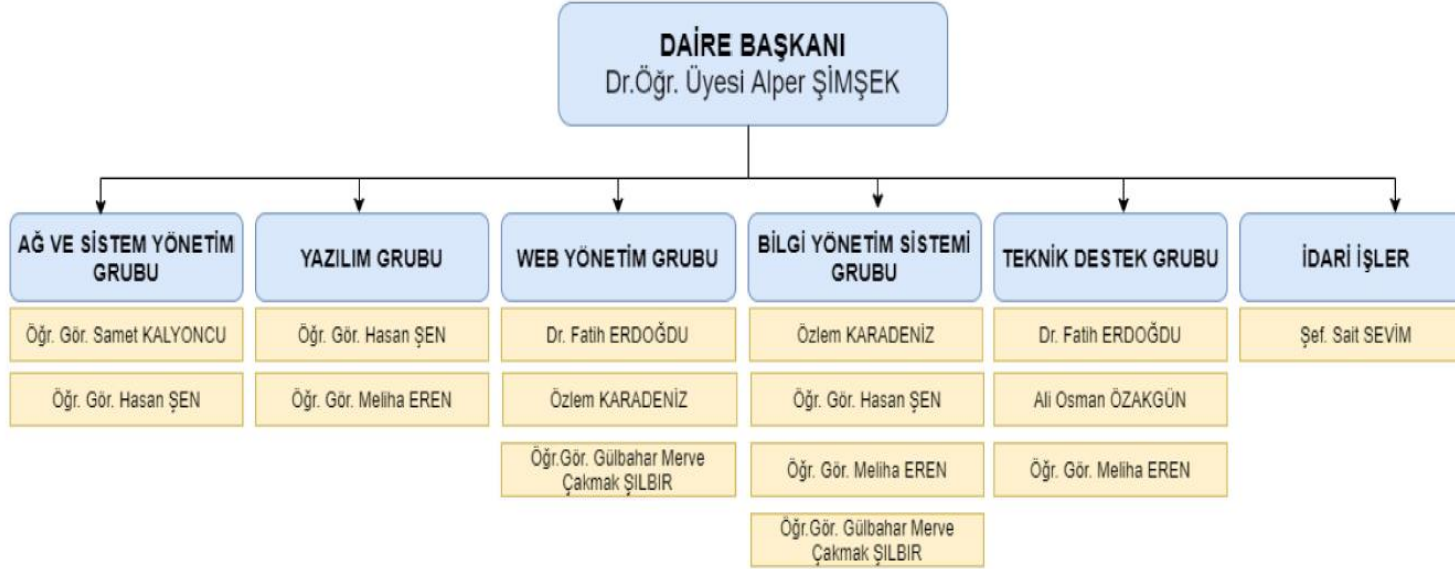 DAİRE BAŞKANI
Dr.Öğr. Üyesi Alper ŞİMŞEK
AĞ VE SİSTEM YÖNETİM
GRUBU
Öğr. Gör. Samet KALYONCU
Öğr. Gör. Hasan ŞEN
YAZILIM GRUBU
Öğr. Gör. Hasan ŞEN
Öğr. Gör. Meliha EREN
WEB YÖNETİM GRUBU
Dr. Fatih ERDOĞDU
Özlem KARADENİZ
Öğr.Gör. Gülbahar Merve
Çakmak ŞILBIR
BİLGİ YÖNETİM SİSTEMİ
GRUBU
Özlem KARADENİZ
Öğr. Gör. Hasan ŞEN
Öğr. Gör. Meliha EREN
Öğr.Gör. Gülbahar Merve
Çakmak ŞILBIR
TEKNİK DESTEK GRUBU
Dr. Fatih ERDOĞDU
Ali Osman ÖZAKGÜN
Öğr. Gör. Meliha EREN
İDARİ İŞLER
Şef. Sait SEVİM